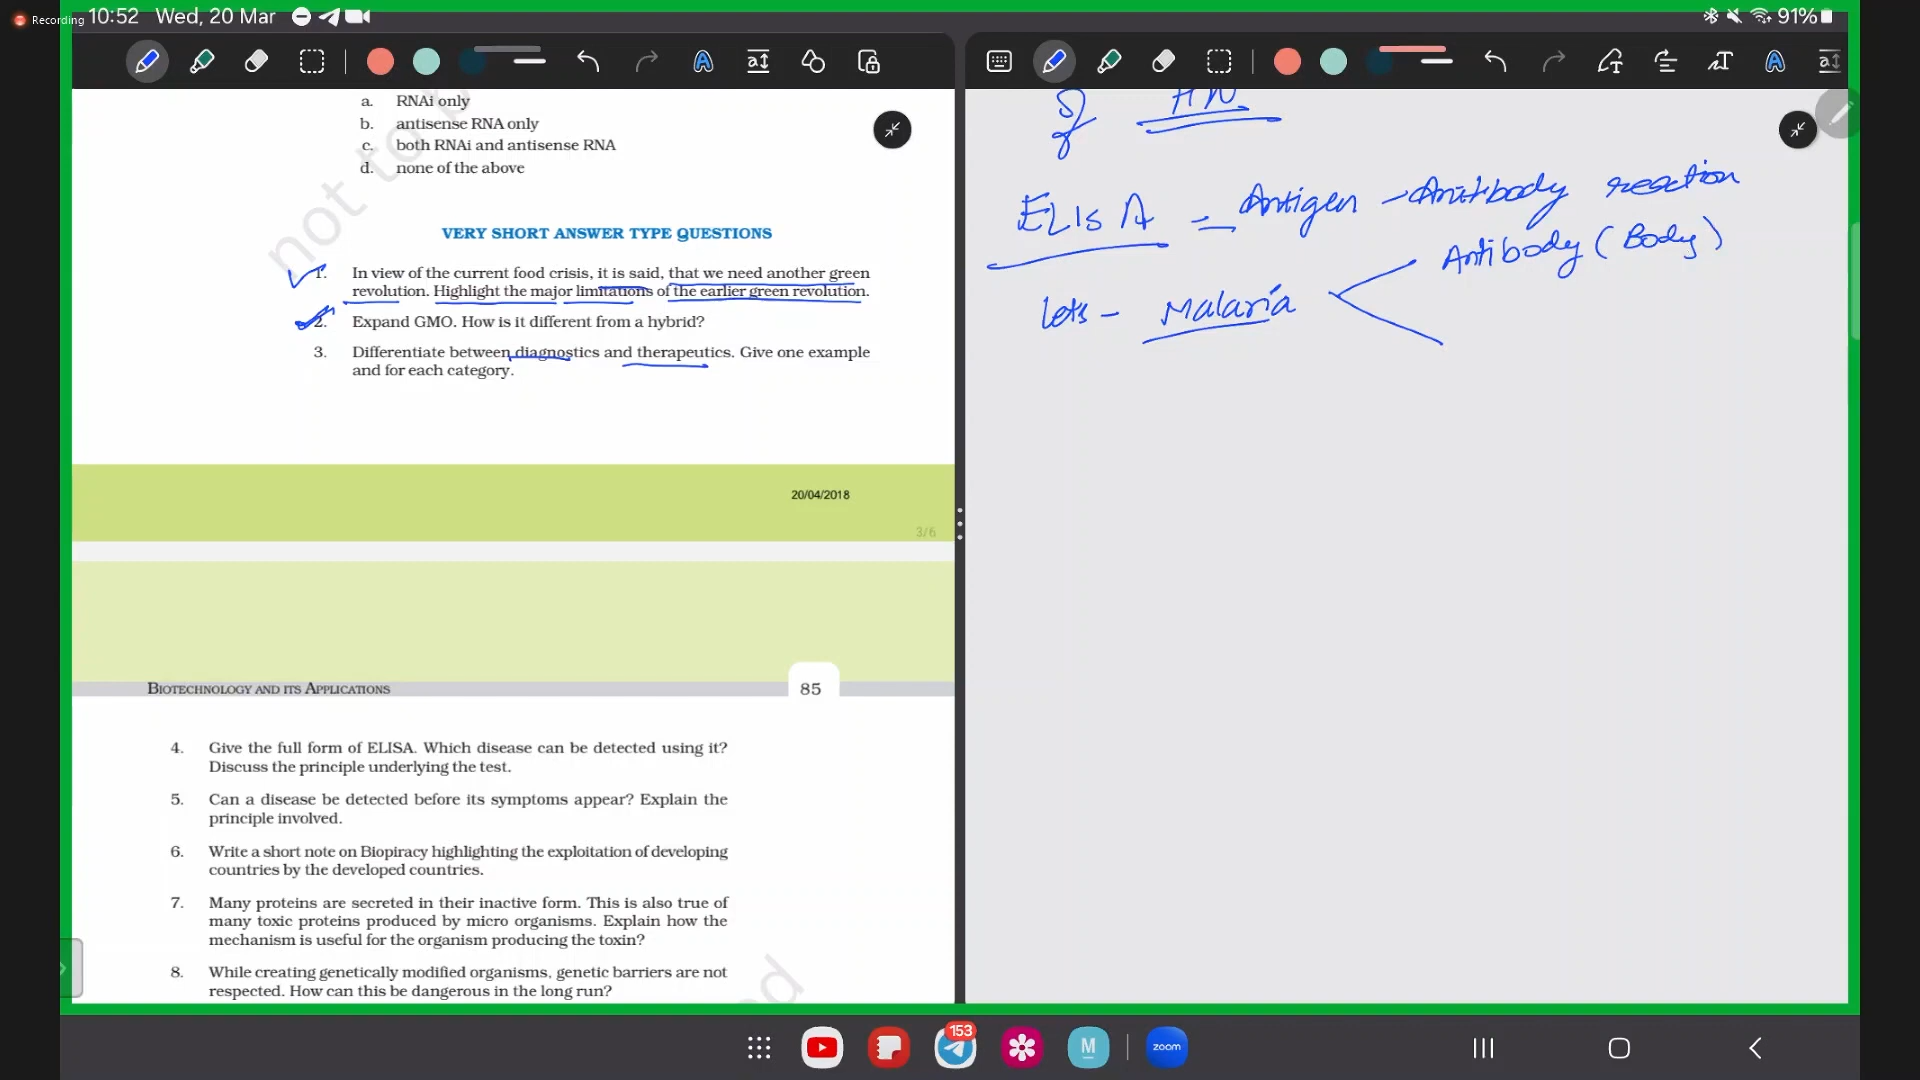 Recording 10:52 Wed, 20 Mar 91%
a. RNAi only
b. antisense RNA only
c. both RNAi and antisense RNA
d. none of the above
not to b
VERY SHORT ANSWER TYPE QUESTIONS
1. In view of the current food crisis, it is said, that we need another green
revolution. Highlight the major limitations of the earlier green revolution.
2. Expand GMO. How is it different from a hybrid?
3. Differentiate between diagnostics and therapeutics. Give one example
and for each category.
20/04/2018
3/6
BIOTECHNOLOGY AND ITS APPLICATIONS 85
4. Give the full form of ELISA. Which disease can be detected using it?
Discuss the principle underlying the test.
5. Can a disease be detected before its symptoms appear? Explain the
principle involved.
6. Write a short note on Biopiracy highlighting the exploitation of developing
countries by the developed countries.
7. Many proteins are secreted in their inactive form. This is also true of
many toxic proteins produced by micro organisms. Explain how the
mechanism is useful for the organism producing the toxin?
8. While creating genetically modified organisms, genetic barriers are not
respected. How can this be dangerous in the long run?
ELISA = Antigen - Antibody reaction
Antibody (Body)
lets - Malaria
153
M
zoom